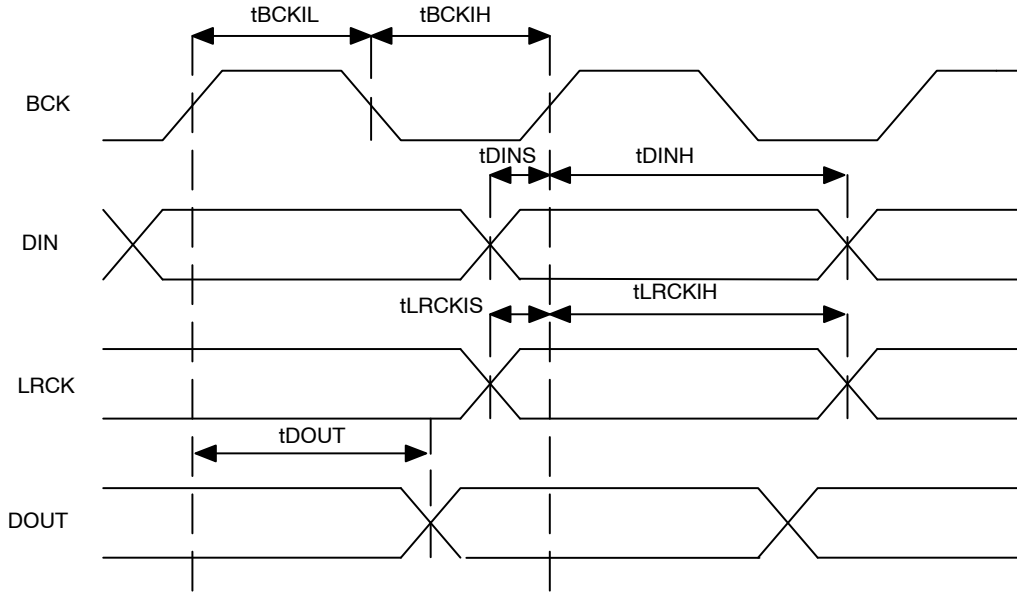 tBCKIL
tBCKIH
BCK
tDINS
tDINH
DIN
tLRCKIS
tLRCKIH
LRCK
tDOUT
DOUT